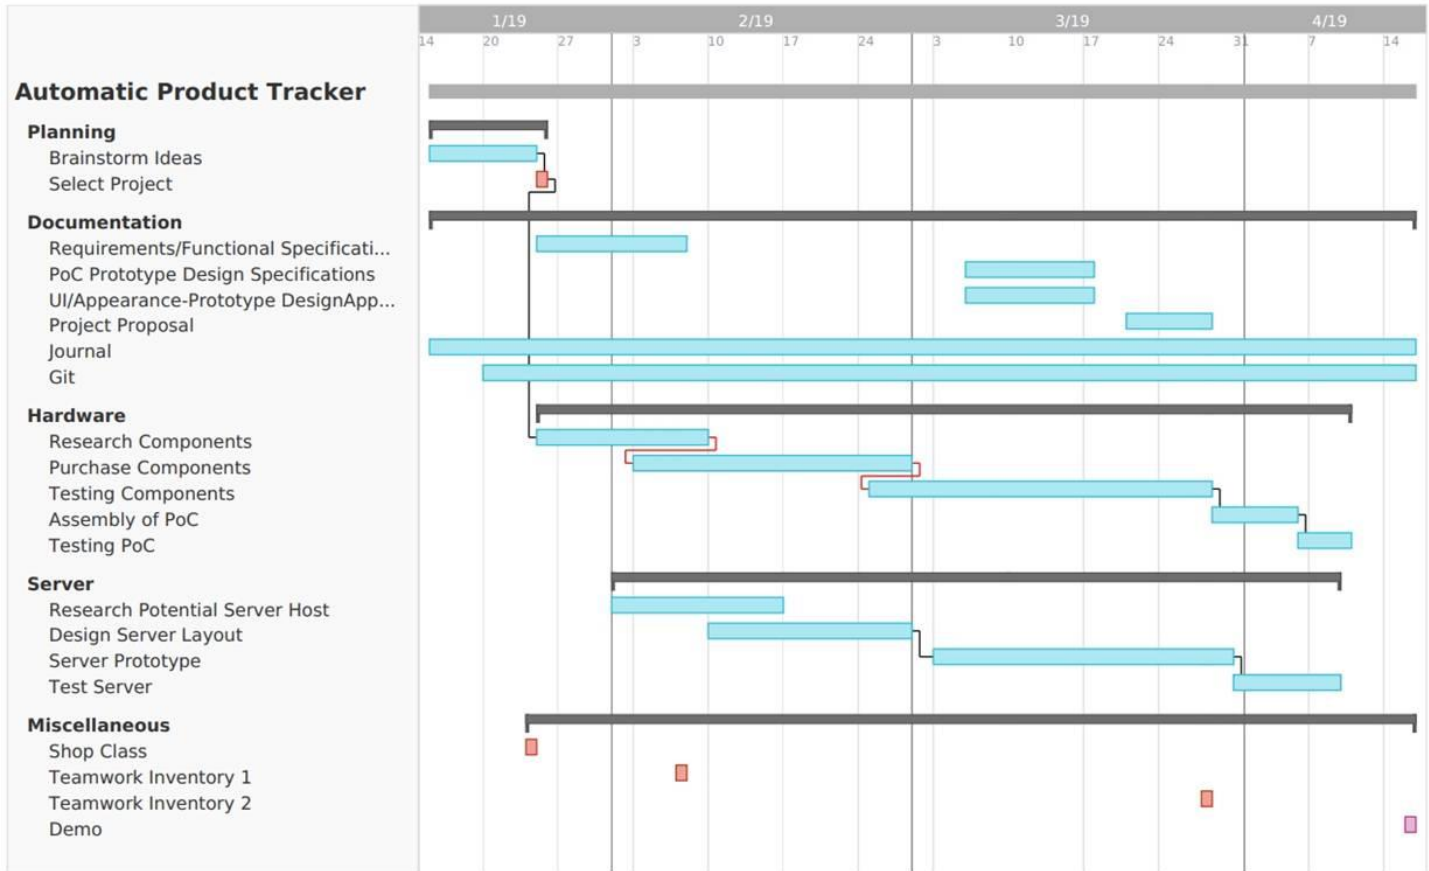 1/19 2/19 3/19 4/19
14 20 27 3 10 17 24 3 10 17 24 31 7 14
Automatic Product Tracker
Planning
Brainstorm Ideas
Select Project
Documentation
Requirements/Functional Specificati...
PoC Prototype Design Specifications
UI/Appearance-Prototype DesignApp...
Project Proposal
Journal
Git
Hardware
Research Components
Purchase Components
Testing Components
Assembly of PoC
Testing PoC
Server
Research Potential Server Host
Design Server Layout
Server Prototype
Test Server
Miscellaneous
Shop Class
Teamwork Inventory 1
Teamwork Inventory 2
Demo